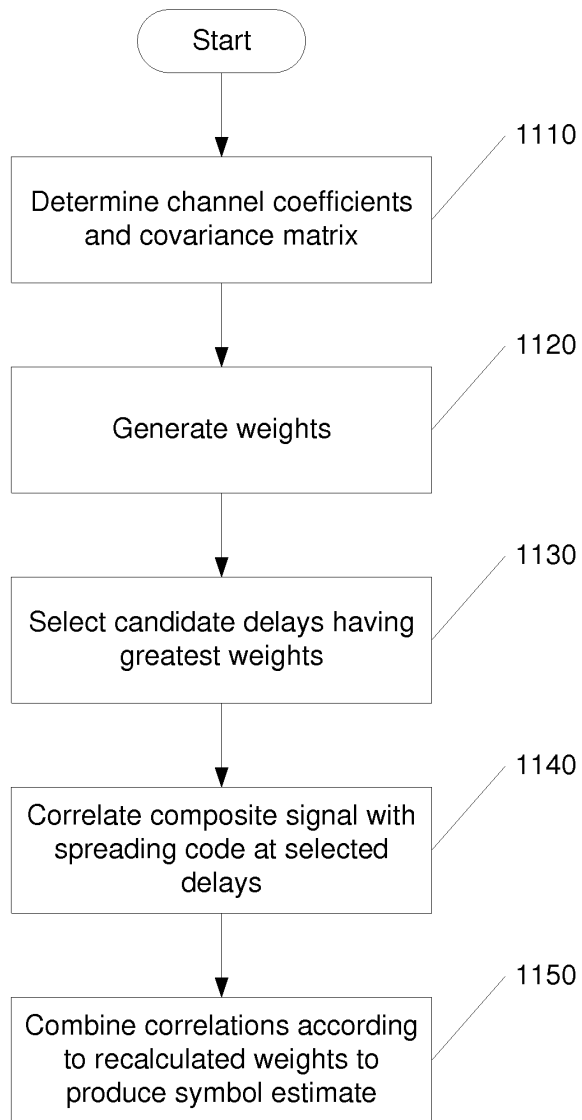 Start
1110
Determine channel coefficients
and covariance matrix
1120
Generate weights
1130
Select candidate delays having
greatest weights
1140
Correlate composite signal with
spreading code at selected
delays
1150
Combine correlations according
to recalculated weights to
produce symbol estimate